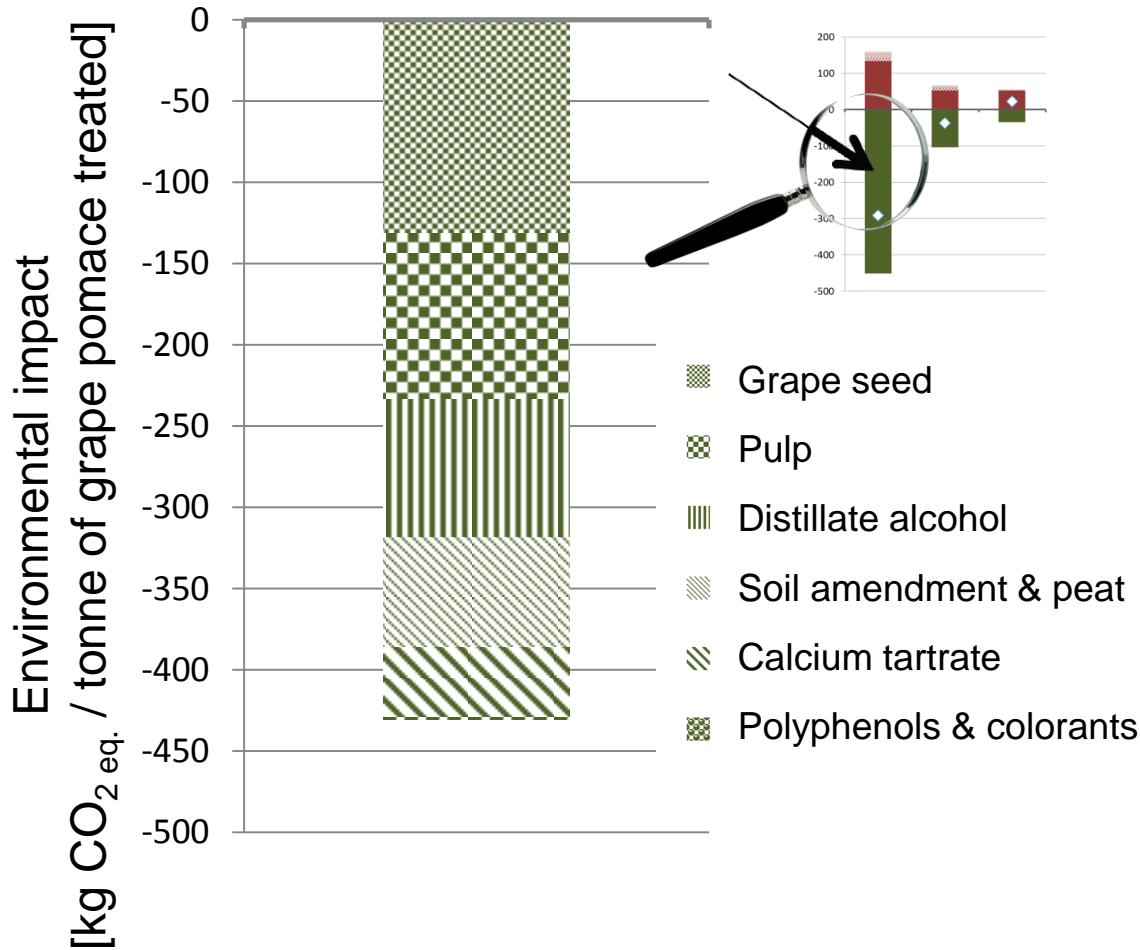 Environmental impact
[kg CO2 eq. / tonne of grape pomace treated]
0
-50
-100
-150
-200
-250
-300
-350
-400
-450
-500
200
100
0
-100
-200
-300
-400
-500
Grape seed
Pulp
Distillate alcohol
Soil amendment & peat
Calcium tartrate
Polyphenols & colorants